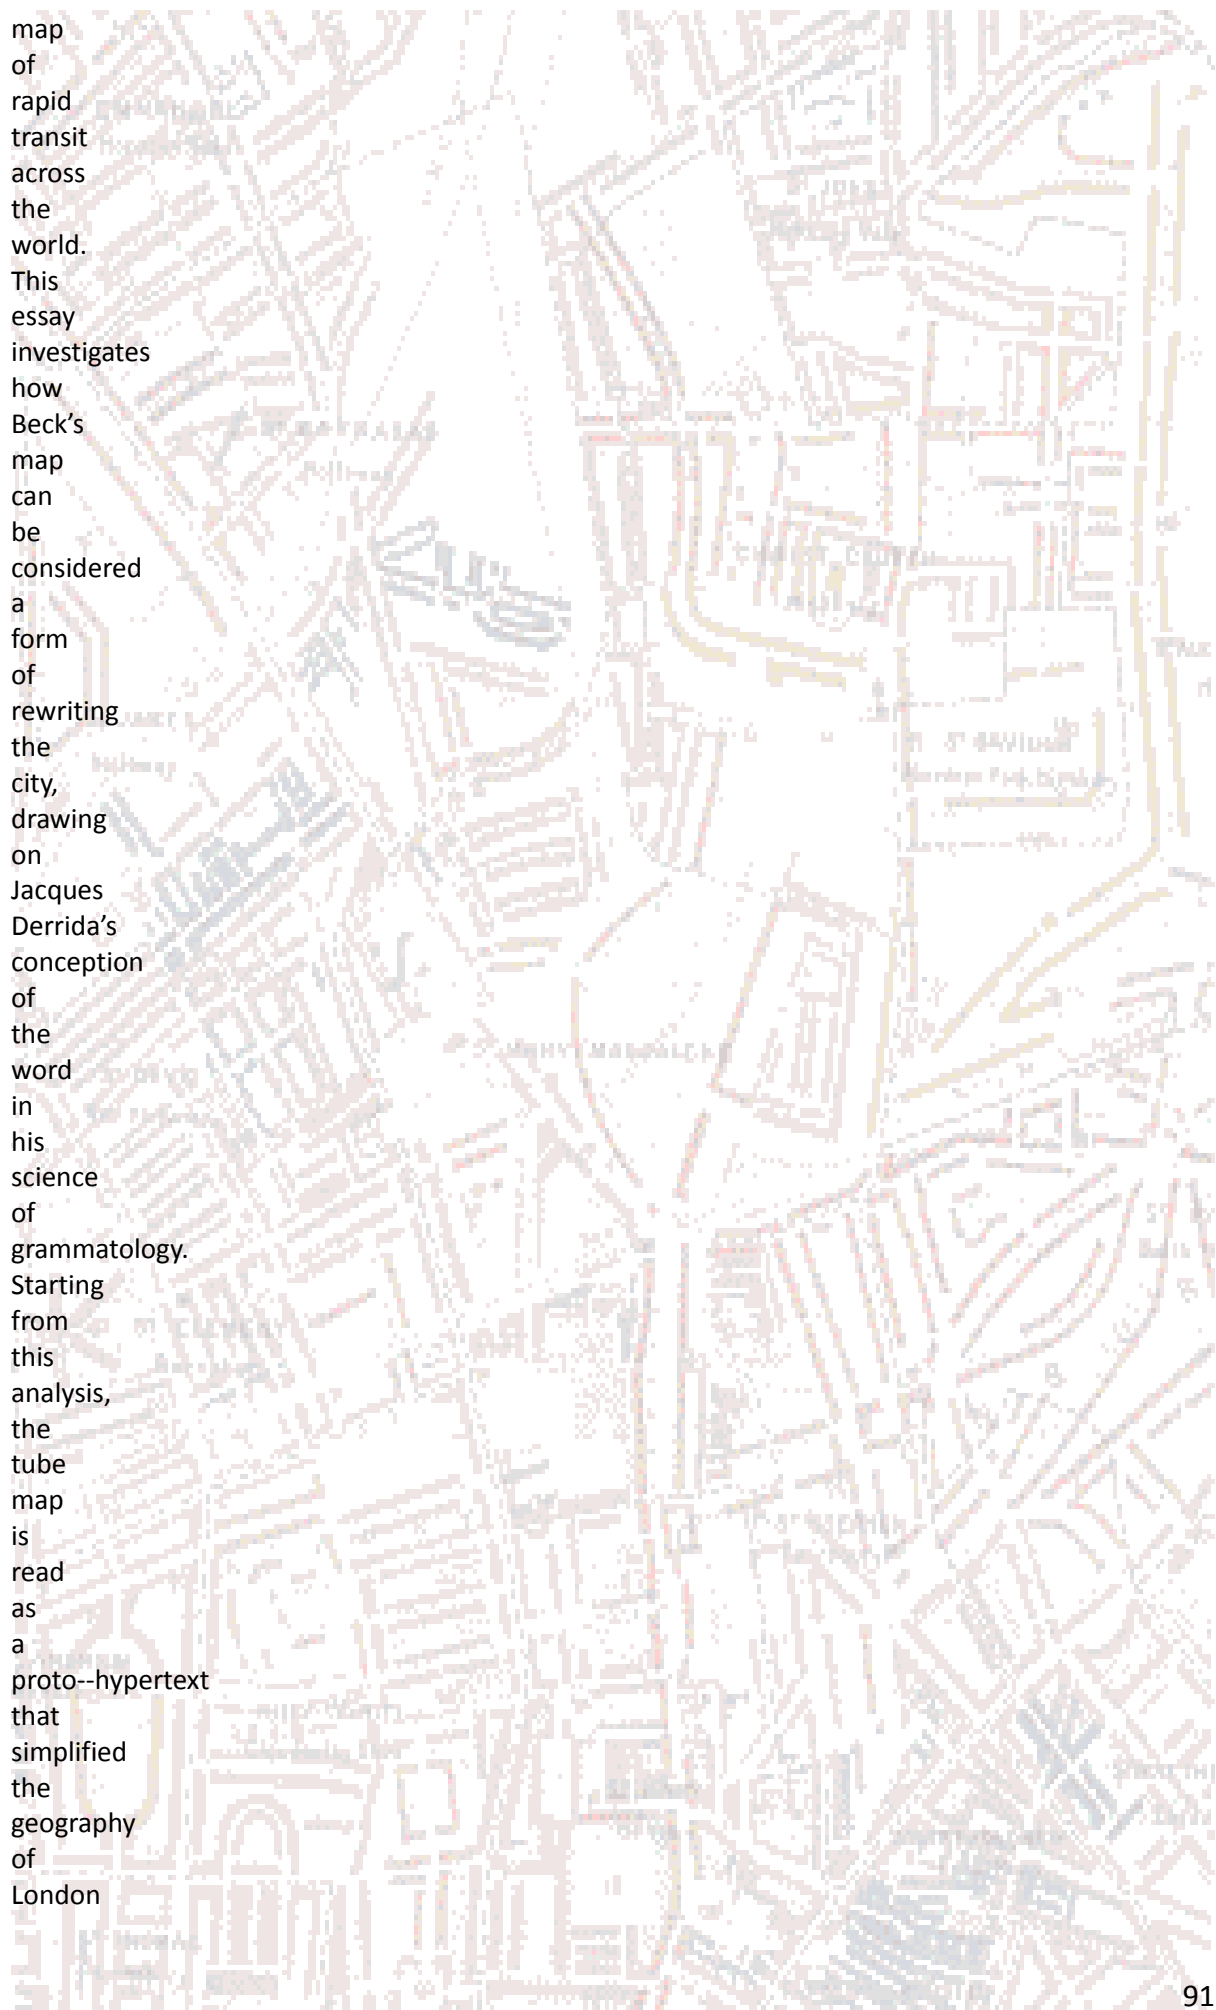 map
of
rapid
transit
across
the
world.
This
essay
investigates
how
Beck’s
map
can
be
considered
a
form
of
rewriting
the
city,
drawing
on
Jacques
Derrida’s
conception
of
the
word
in
his
science
of
grammatology.
Starting
from
this
analysis,
the
tube
map
is
read
as
a
proto--hypertext
that
simplified
the
geography
of
London
91